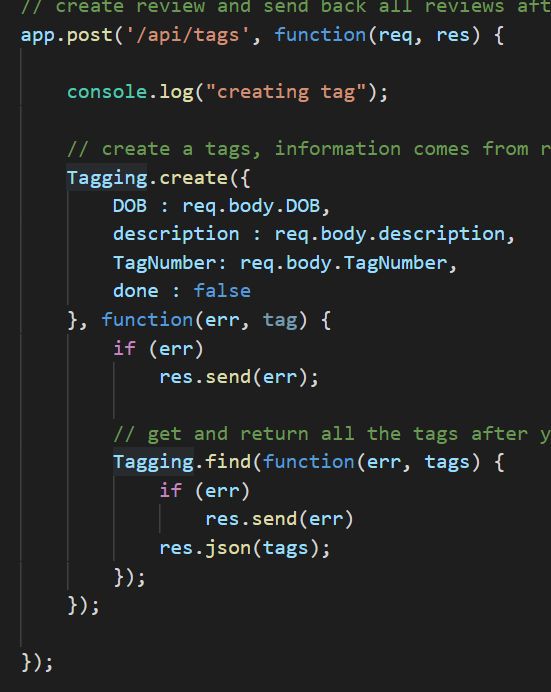 // create review and send back all reviews aft
app.post('/api/tags', function(req, res) {
console.log("creating tag");
// create a tags, information comes from r
Tagging.create({
DOB : req.body.DOB,
description : req.body.description,
TagNumber: req.body.TagNumber,
done : false
}, function(err, tag) {
if (err)
res.send(err);
// get and return all the tags after y
Tagging.find(function(err, tags) {
if (err)
res.send(err)
res.json(tags);
});
});
});